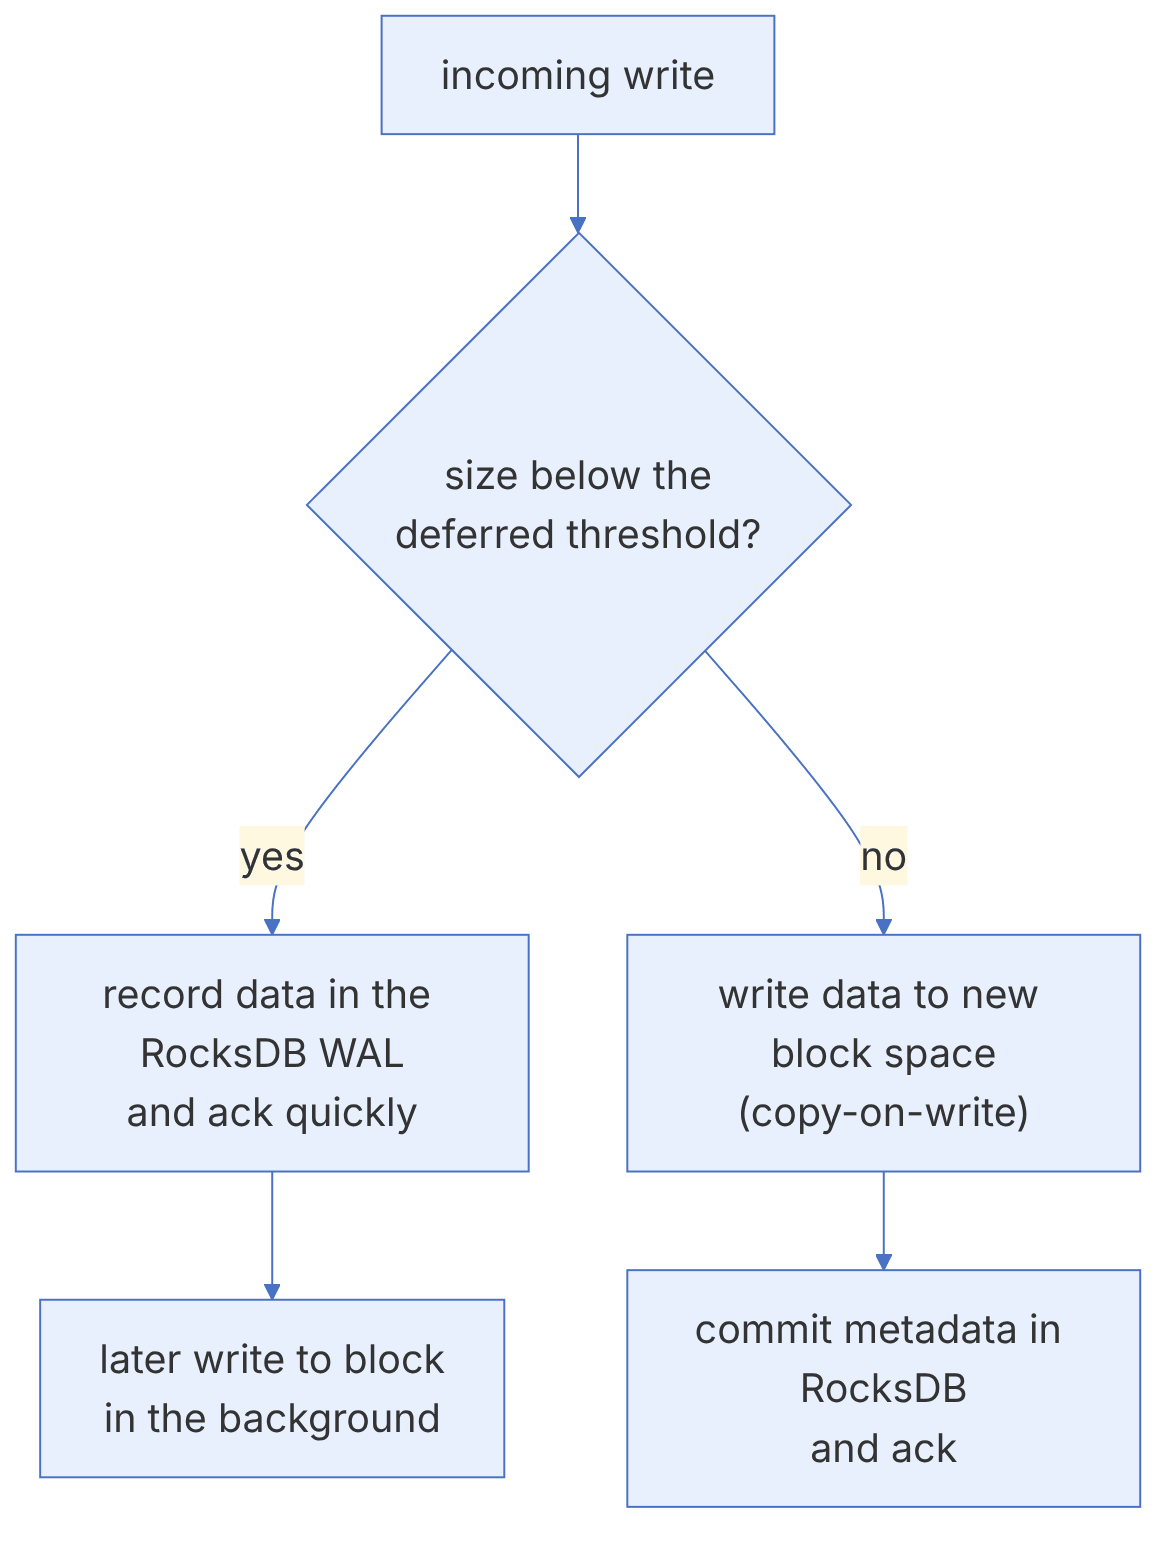 incoming write
size below the
deferred threshold?
yes
no
record data in the
RocksDB WAL
and ack quickly
write data to new
block space
(copy-on-write)
later write to block
in the background
commit metadata in
RocksDB
and ack